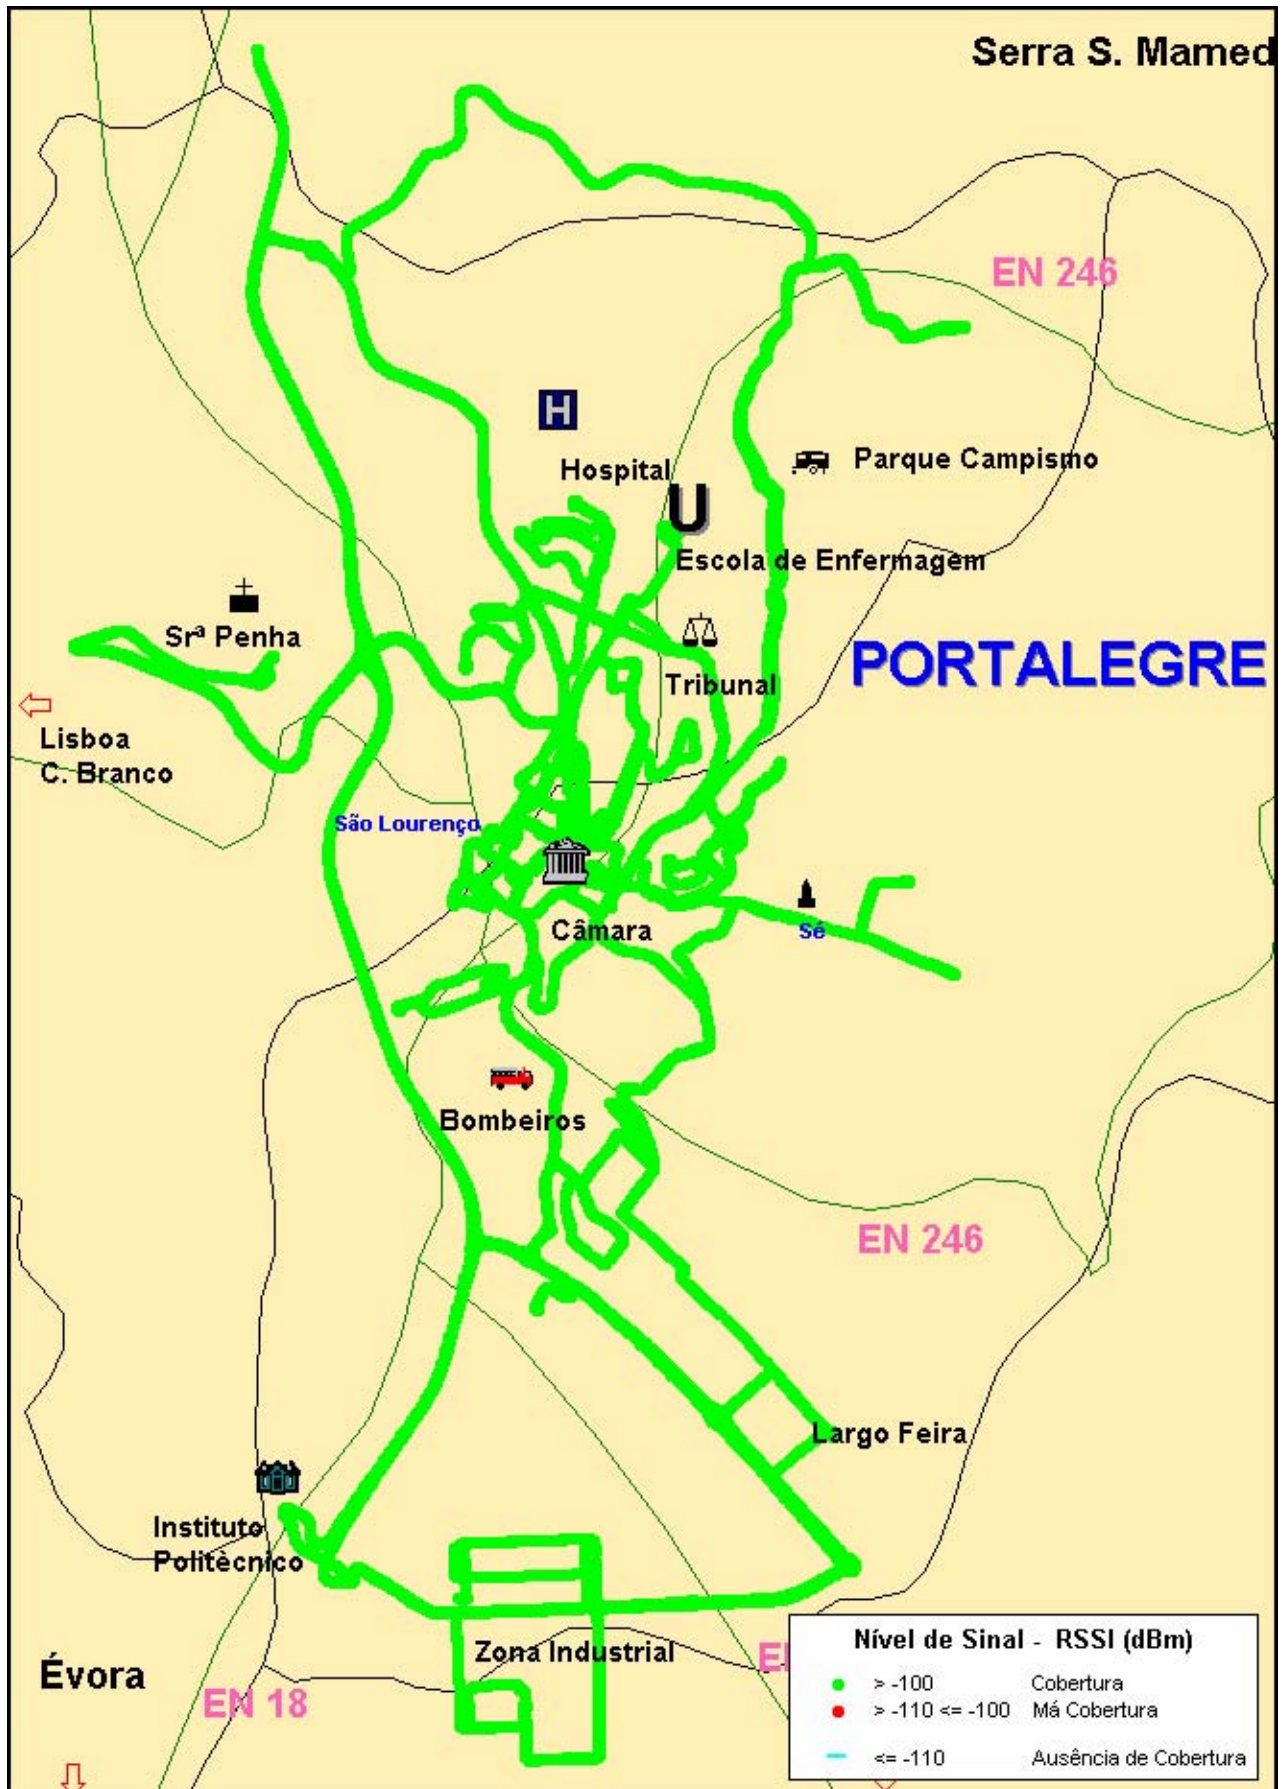 Serra S. Mamed
EN 246
H
Hospital
Parque Campismo
U
Escola de Enfermagem
Srª Penha
Tribunal
PORTALEGRE
Lisboa
C. Branco
São Lourenço
Câmara
Sé
Bombeiros
EN 246
Largo Feira
Instituto
Politècnico
Zona Industrial
Évora
EN 18
Nível de Sinal - RSSI (dBm)
> -100 Cobertura
> -110 <= -100 Má Cobertura
<= -110 Ausência de Cobertura